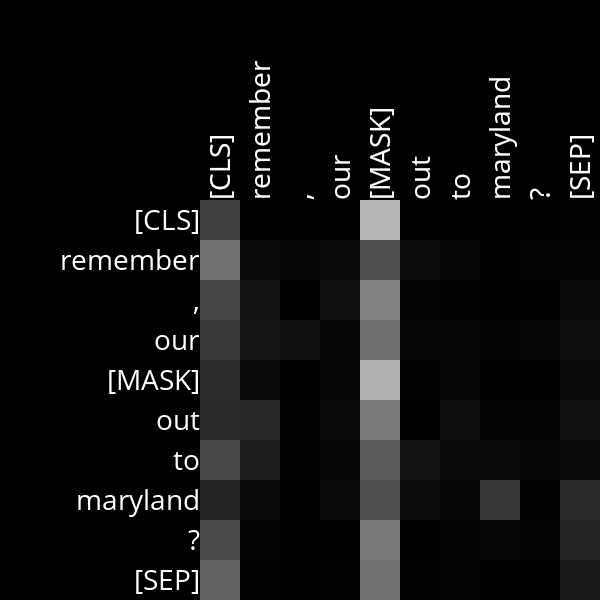 [CLS] remember , our [MASK] out to maryland ? [SEP]
[CLS]
remember
,
our
[MASK]
out
to
maryland
?
[SEP]